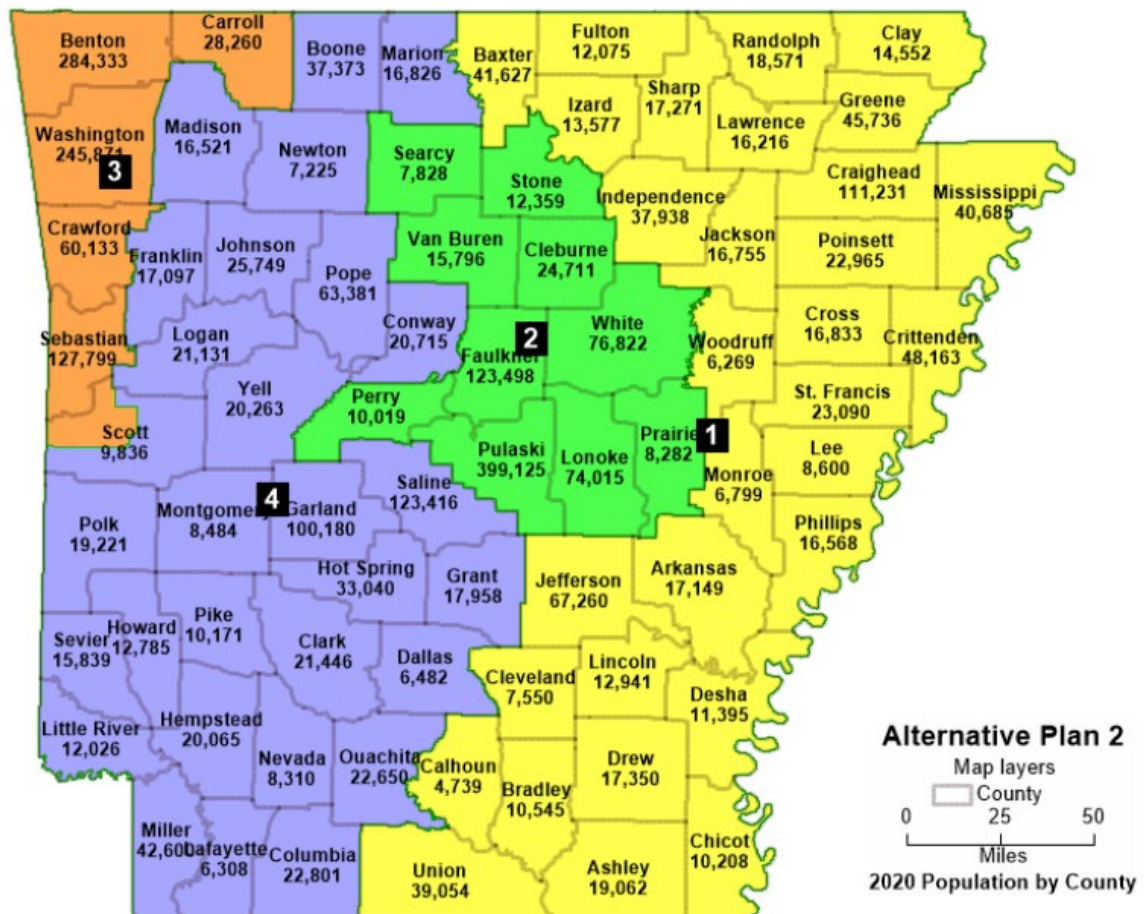 Benton
284,333
Carroll
28,260
Boone
37,373
Marion
16,826
Baxter
41,627
Fulton
12,075
Randolph
18,571
Clay
14,552
Sharp
17,271
Izard
13,577
Greene
45,736
Lawrence
16,216
Washington
245,871
3
Madison
16,521
Newton
7,225
Searcy
7,828
Stone
12,359
Independence
37,938
Craighead
111,231
Mississippi
40,685
Crawford
60,133
Franklin
17,097
Johnson
25,749
Pope
63,381
Van Buren
15,796
Cleburne
24,711
Jackson
16,755
Poinsett
22,965
Sebastian
127,799
Logan
21,131
Conway
20,715
2
Faulkner
123,498
White
76,822
Woodruff
6,269
Cross
16,833
Crittenden
48,163
Yell
20,263
Perry
10,019
St. Francis
23,090
Scott
9,836
Pulaski
399,125
Lonoke
74,015
Prairie
8,282
1
Monroe
6,799
Lee
8,600
4
Polk
19,221
Montgomery
8,484
Garland
100,180
Saline
123,416
Phillips
16,568
Hot Spring
33,040
Grant
17,958
Jefferson
67,260
Arkansas
17,149
Sevier
15,839
Howard
12,785
Pike
10,171
Clark
21,446
Dallas
6,482
Cleveland
7,550
Lincoln
12,941
Desha
11,395
Little River
12,026
Hempstead
20,065
Nevada
8,310
Ouachita
22,650
Calhoun
4,739
Bradley
10,545
Drew
17,350
Miller
42,600
Lafayette
6,308
Columbia
22,801
Union
39,054
Ashley
19,062
Chicot
10,208
Alternative Plan 2
Map layers
County
0 25 50
Miles
2020 Population by County